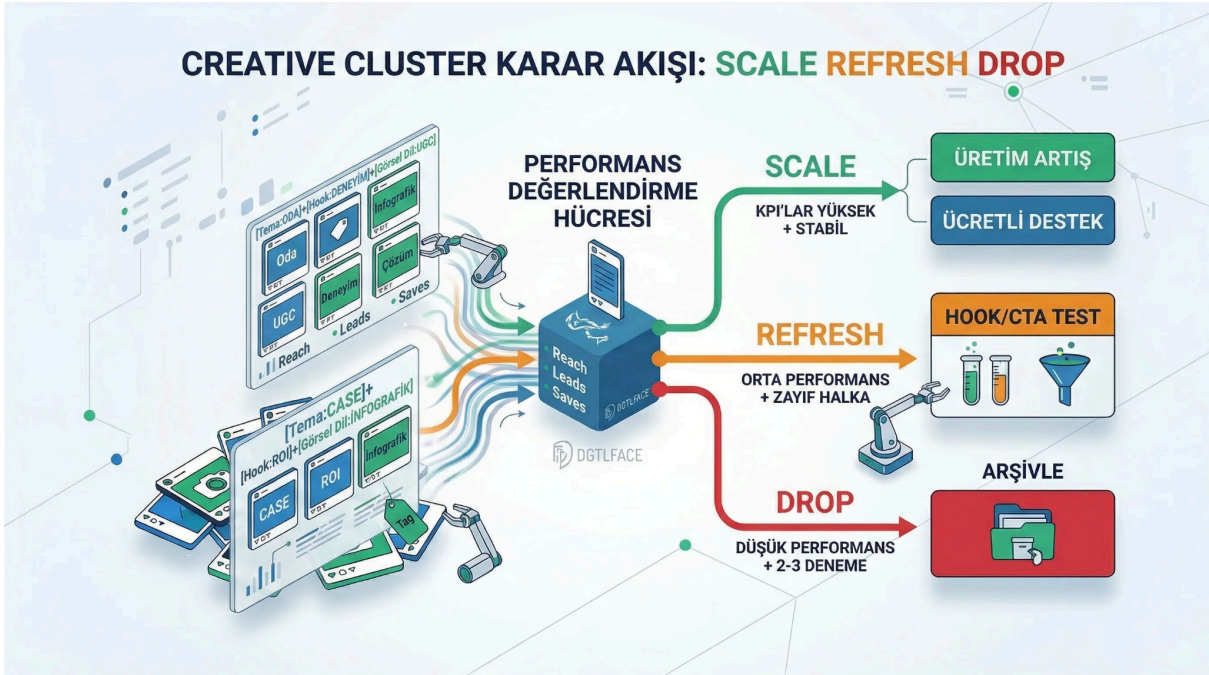 CREATIVE CLUSTER KARAR AKIŞI: SCALE REFRESH DROP
[Tema:ODA]+[Hook:DENEYİM]+[Görsel Dil:UGC]
Oda
İnfografik
UGC
Deneyim
Çözüm
Reach
Leads
Saves
[Tema:CASE]+
[Hook:ROI]+[Görsel Dil:İNFOGRAFİK]
CASE
ROI
İnfografik
Tag
PERFORMANS
DEĞERLENDİRME
HÜCRESİ
Reach
Leads
Saves
DGTLFACE
DGTLFACE
SCALE
KPI'LAR YÜKSEK
+ STABİL
ÜRETİM ARTIŞ
ÜCRETLİ DESTEK
REFRESH
ORTA PERFORMANS
+ ZAYIF HALKA
HOOK/CTA TEST
DROP
DÜŞÜK PERFORMANS
+ 2-3 DENEME
ARŞİVLE